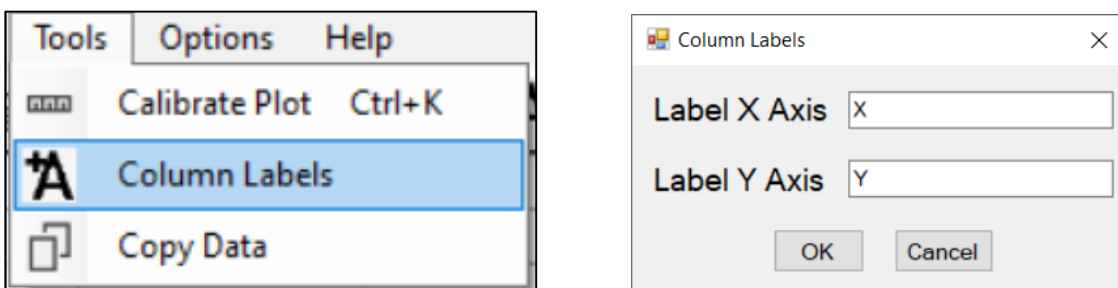 Tools Options Help
Calibrate Plot Ctrl+K
Column Labels
Copy Data
Column Labels
Label X Axis X
Label Y Axis Y
OK Cancel